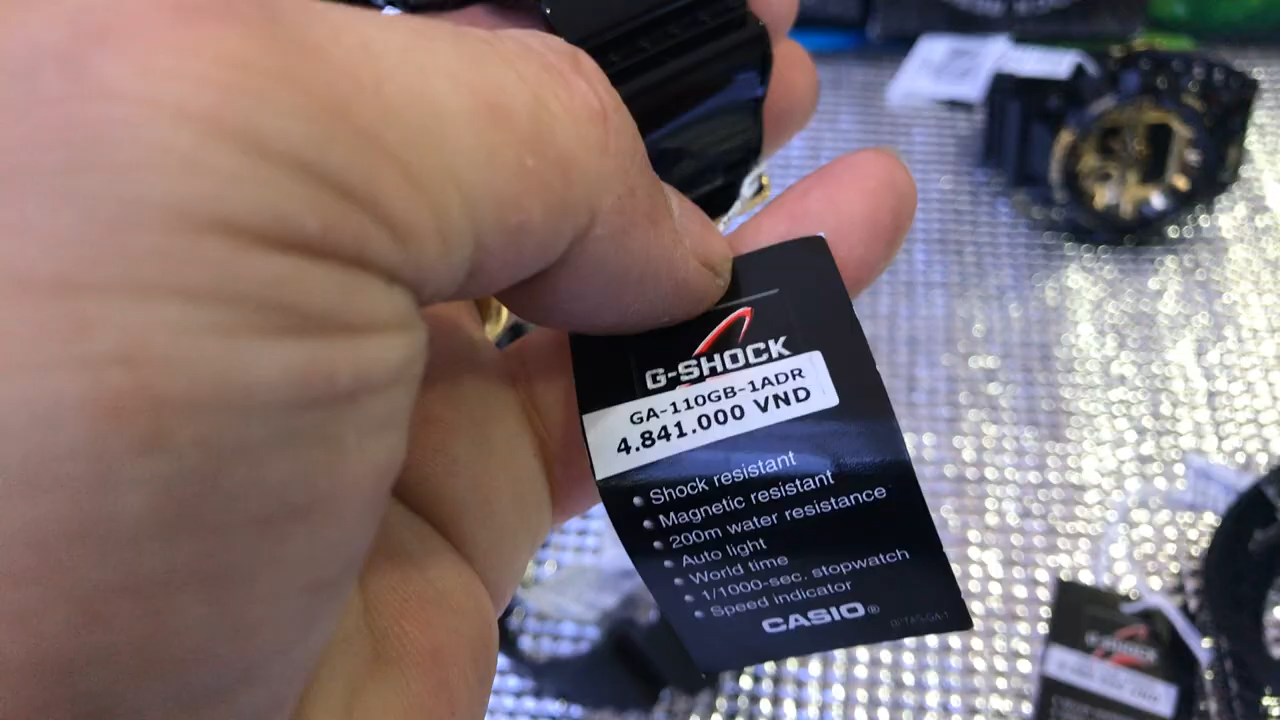 G-SHOCK
GA-110GB-1ADR
4.841.000 VND
Shock resistant
Magnetic resistant
200m water resistance
Auto light
World time
1/1000-sec. stopwatch
Speed indicator
CASIO®
G-SHOCK